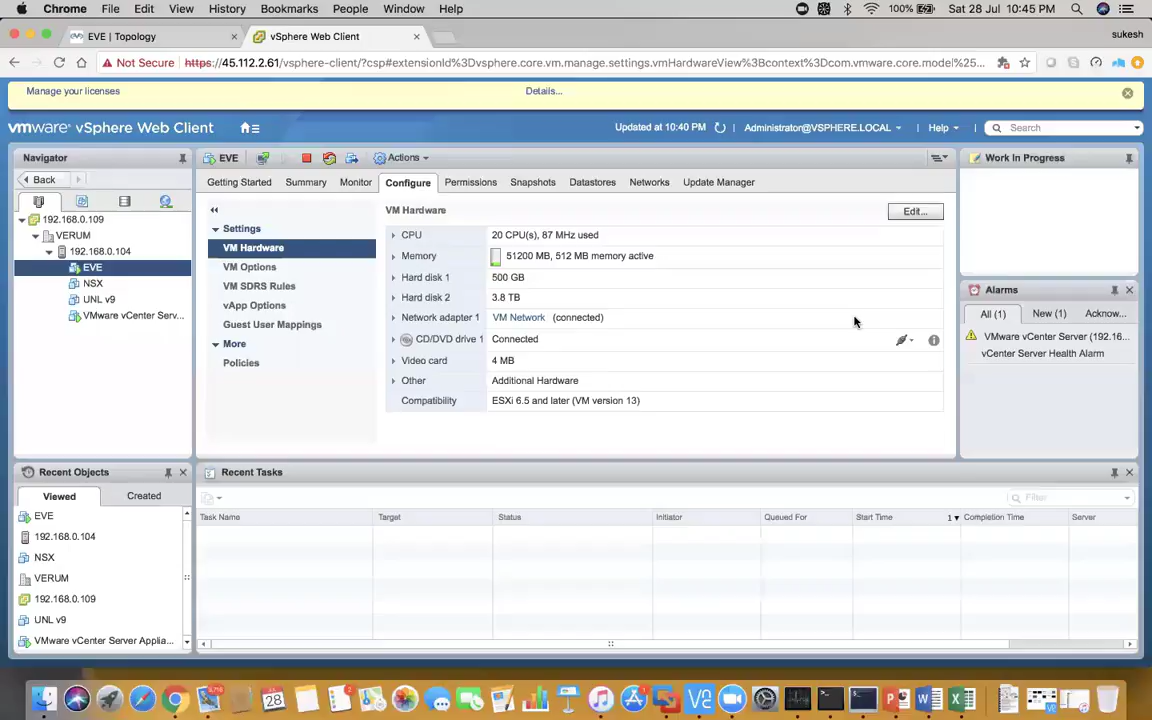 Chrome File Edit View History Bookmarks People Window Help 100% Sat 28 Jul 10:45 PM
EVE | Topology × vSphere Web Client × sukesh
Not Secure https://45.112.2.61/vsphere-client/?csp#extensionId%3Dvsphere.core.vm.manage.settings.vmHardwareView%3Bcontext%3Dcom.vmware.core.model%25...
Manage your licenses Details...
vmware® vSphere Web Client Updated at 10:40 PM Administrator@VSPHERE.LOCAL Help Search
Navigator
Back
192.168.0.109
VERUM
192.168.0.104
EVE
NSX
UNL v9
VMware vCenter Serv...
EVE Actions
Getting Started Summary Monitor Configure Permissions Snapshots Datastores Networks Update Manager
Settings
VM Hardware
VM Options
VM SDRS Rules
vApp Options
Guest User Mappings
More
Policies
VM Hardware Edit...
CPU 20 CPU(s), 87 MHz used
Memory 51200 MB, 512 MB memory active
Hard disk 1 500 GB
Hard disk 2 3.8 TB
Network adapter 1 VM Network (connected)
CD/DVD drive 1 Connected
Video card 4 MB
Other Additional Hardware
Compatibility ESXi 6.5 and later (VM version 13)
Work In Progress
Alarms
All (1) New (1) Acknow...
VMware vCenter Server (192.16...
vCenter Server Health Alarm
Recent Objects
Viewed Created
EVE
192.168.0.104
NSX
VERUM
192.168.0.109
UNL v9
VMware vCenter Server Applia...
Recent Tasks
Filter
Task Name Target Status Initiator Queued For Start Time 1 Completion Time Server